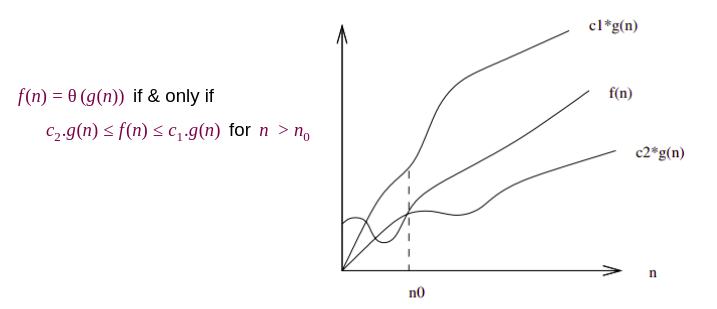 f(n) = θ (g(n)) if & only if
c₂.g(n) ≤ f(n) ≤ c₁.g(n) for n > n₀
c1*g(n)
f(n)
c2*g(n)
n
n0